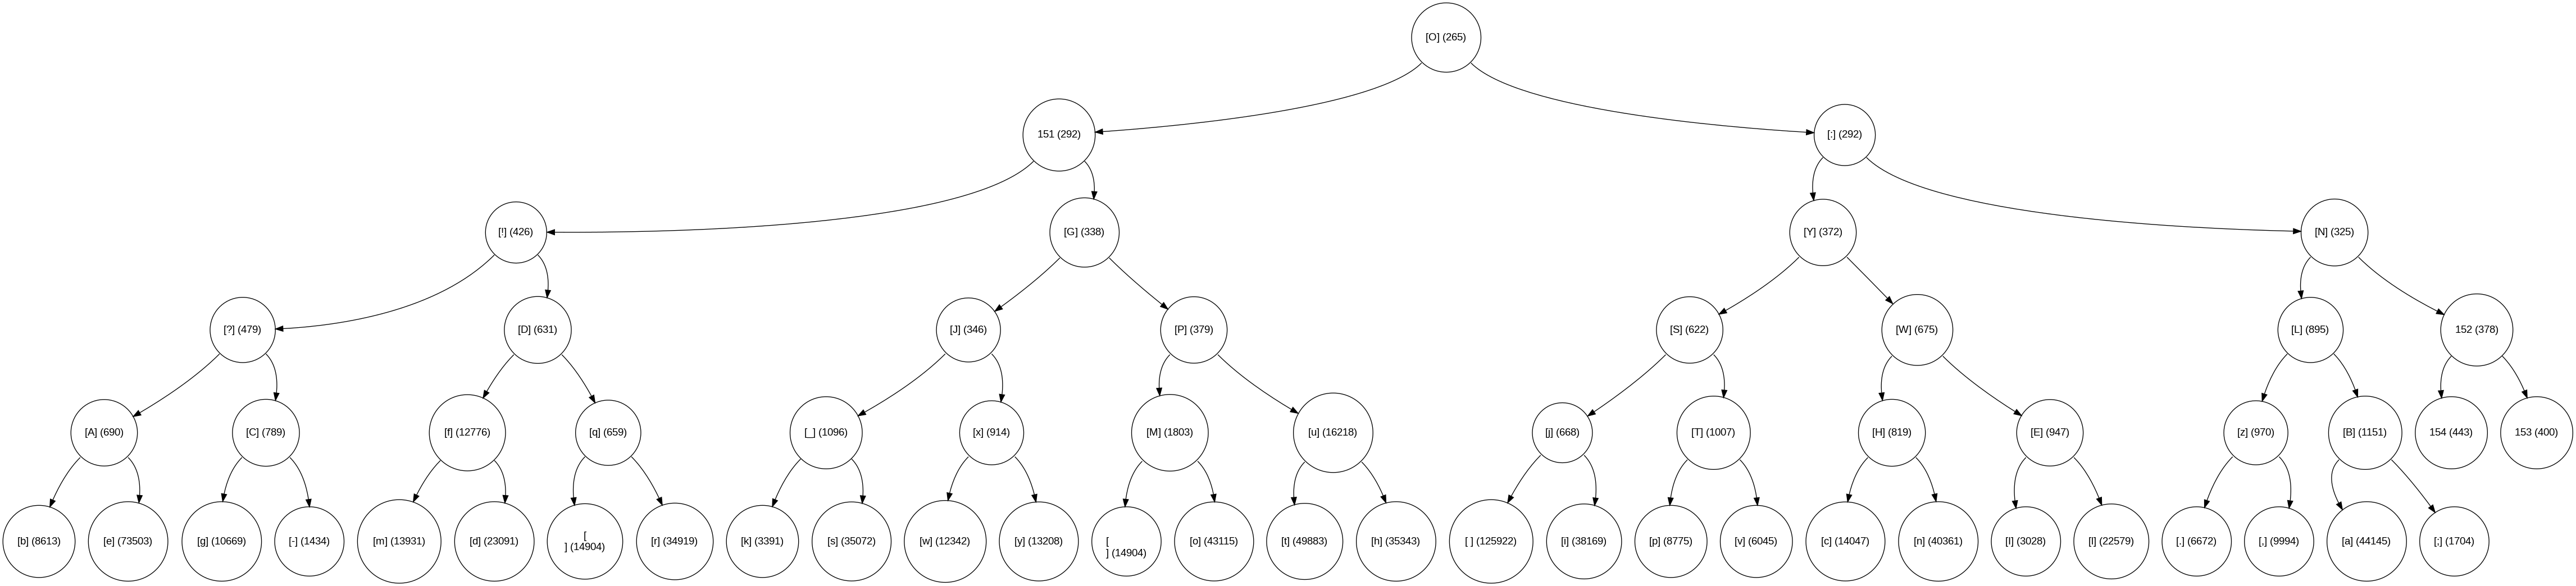 [O] (265)
151 (292)
[:] (292)
[!] (426)
[G] (338)
[Y] (372)
[N] (325)
[?] (479)
[D] (631)
[J] (346)
[P] (379)
[S] (622)
[W] (675)
[L] (895)
152 (378)
[A] (690)
[C] (789)
[f] (12776)
[q] (659)
[_] (1096)
[x] (914)
[M] (1803)
[u] (16218)
[j] (668)
[T] (1007)
[H] (819)
[E] (947)
[z] (970)
[B] (1151)
154 (443)
153 (400)
[b] (8613)
[e] (73503)
[g] (10669)
[-] (1434)
[m] (13931)
[d] (23091)
[
] (14904)
[r] (34919)
[k] (3391)
[s] (35072)
[w] (12342)
[y] (13208)
[
] (14904)
[o] (43115)
[t] (49883)
[h] (35343)
[ ] (125922)
[i] (38169)
[p] (8775)
[v] (6045)
[c] (14047)
[n] (40361)
[I] (3028)
[l] (22579)
[.] (6672)
[,] (9994)
[a] (44145)
[;] (1704)